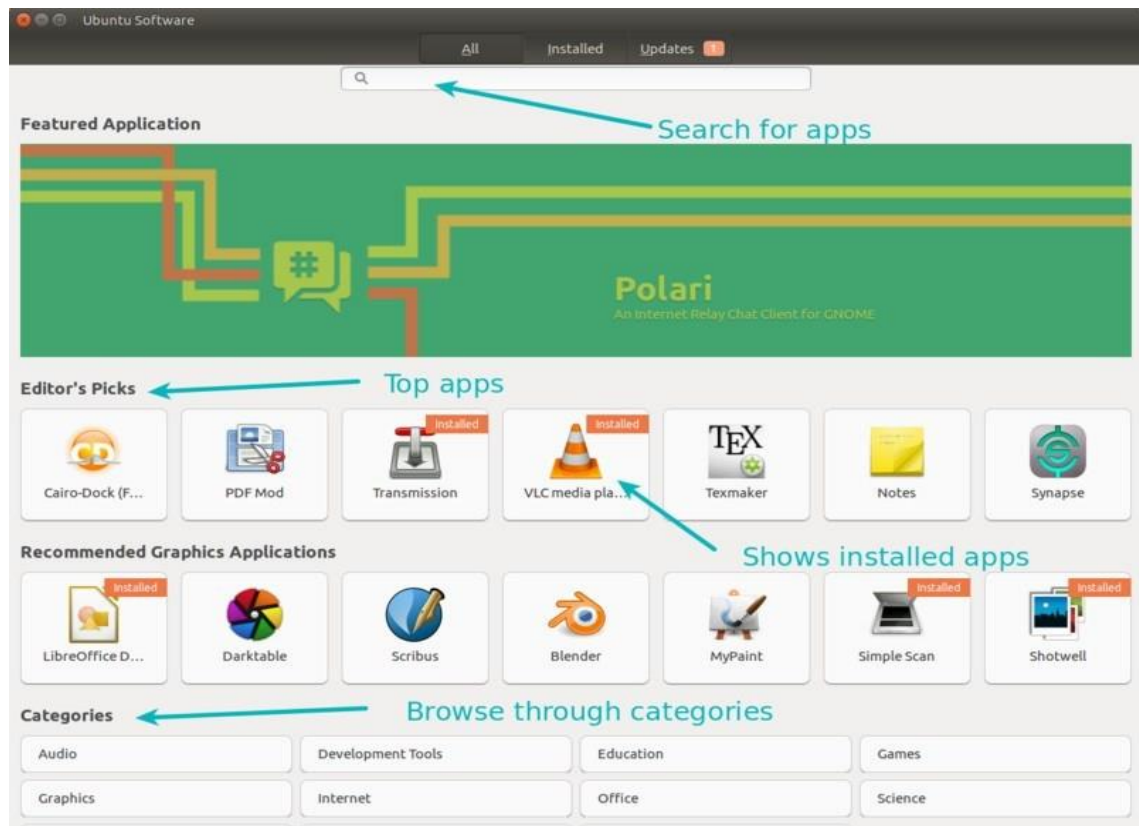 Ubuntu Software
All Installed Updates 1
Search for apps
Featured Application
#
Polari
An Internet Relay Chat Client for GNOME
Top apps
Editor's Picks
Installed Installed
TEX
Cairo-Dock (F... PDF Mod Transmission VLC media pla... Texmaker Notes Synapse
Shows installed apps
Recommended Graphics Applications
Installed Installed Installed
LibreOffice D... Darktable Scribus Blender MyPaint Simple Scan Shotwell
Browse through categories
Categories
Audio Development Tools Education Games
Graphics Internet Office Science